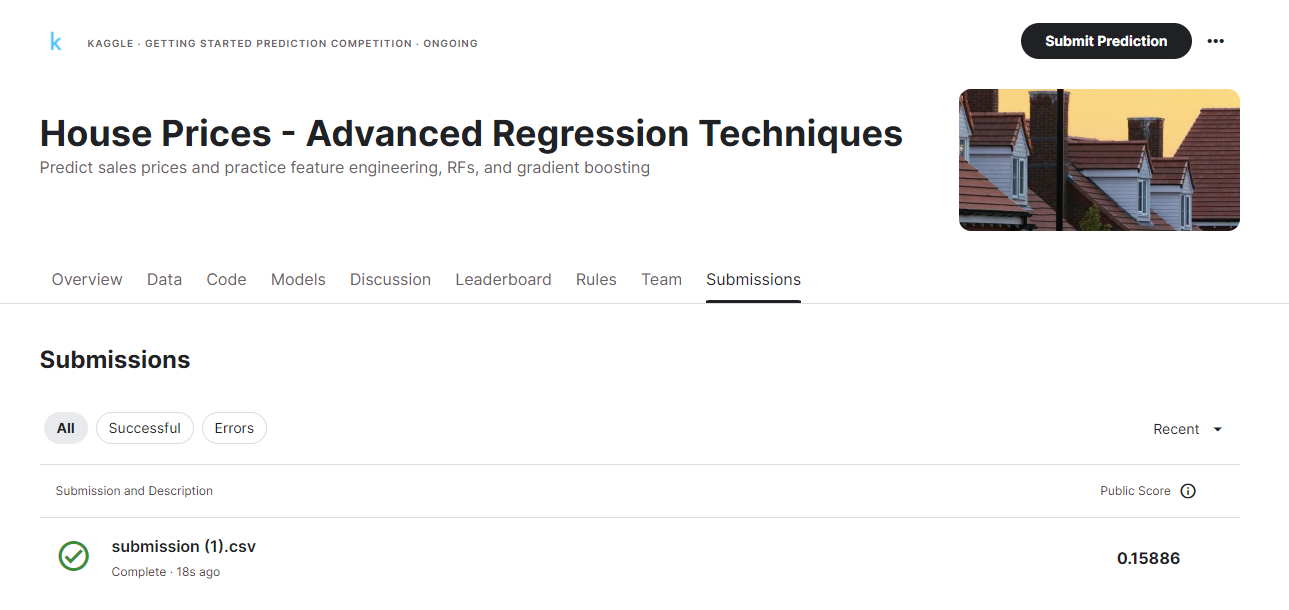 k
KAGGLE · GETTING STARTED PREDICTION COMPETITION · ONGOING
Submit Prediction
House Prices - Advanced Regression Techniques
Predict sales prices and practice feature engineering, RFs, and gradient boosting
Overview Data Code Models Discussion Leaderboard Rules Team Submissions
Submissions
All Successful Errors Recent
Submission and Description Public Score
submission (1).csv
Complete · 18s ago
0.15886